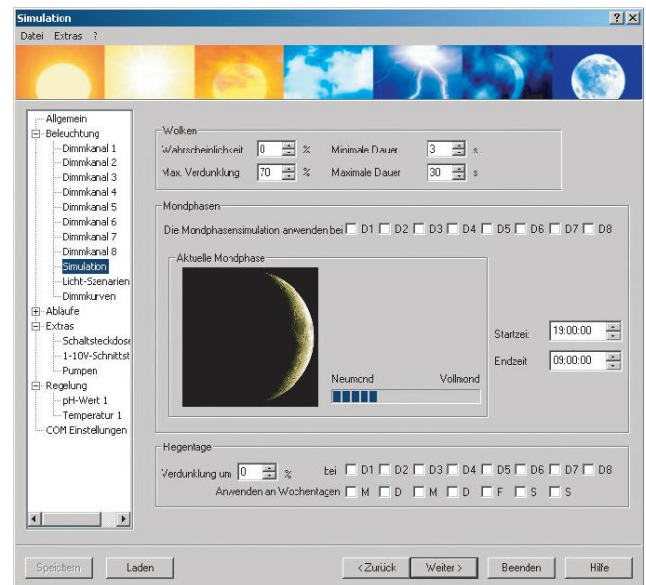 Simulation
Datei Extras ?
Allgemein
Beleuchtung
Dimmkanal 1
Dimmkanal 2
Dimmkanal 3
Dimmkanal 4
Dimmkanal 5
Dimmkanal 6
Dimmkanal 7
Dimmkanal 8
Simulation
Licht-Szenarien
Dimmkurven
Abläufe
Extras
Schaltsteckdose
1-10V-Schnittst
Pumpen
Regelung
pH-Wert 1
Temperatur 1
COM Einstellungen
Wolken
Wahrscheinlichkeit 0 % Minimale Dauer 3 s
Max. Verdunklung 70 % Maximale Dauer 30 s
Mondphasen
Die Mondphasensimulation anwenden bei D1 D2 D3 D4 D5 D6 D7 D8
Aktuelle Mondphase
Neumond Vollmond
Startzeit 19:00:00
Endzeit 09:00:00
Regentage
Verdunklung um 0 % bei D1 D2 D3 D4 D5 D6 D7 D8
Anwenden an Wochentagen M D M D F S S
Speichern Laden <Zurück Weiter> Beenden Hilfe